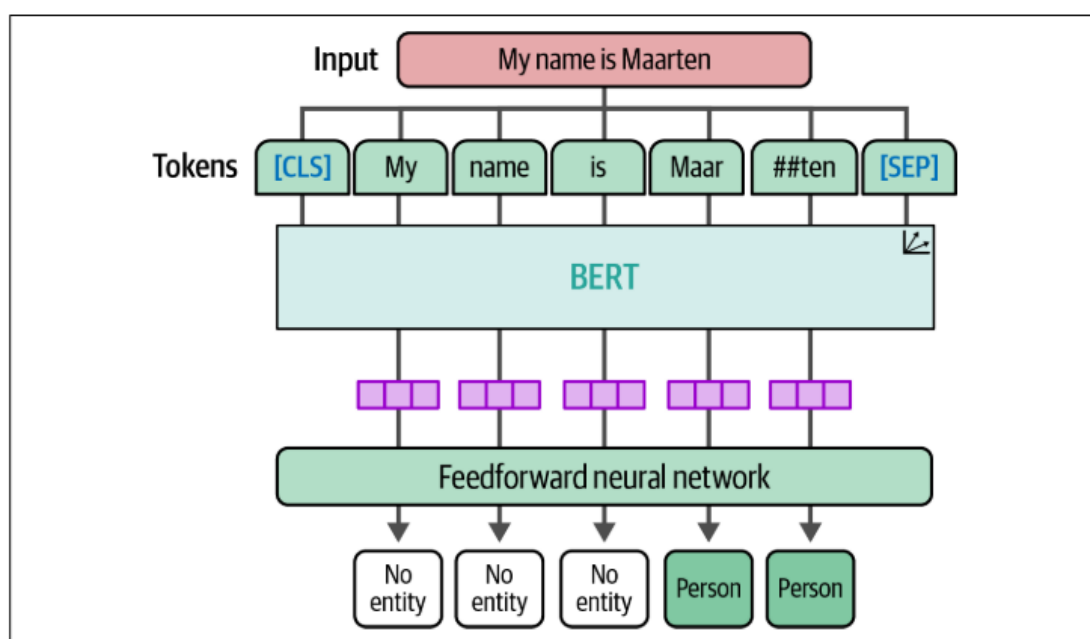 Input My name is Maarten
Tokens [CLS] My name is Maar ##ten [SEP]
BERT
Feedforward neural network
No entity
No entity
No entity
Person
Person